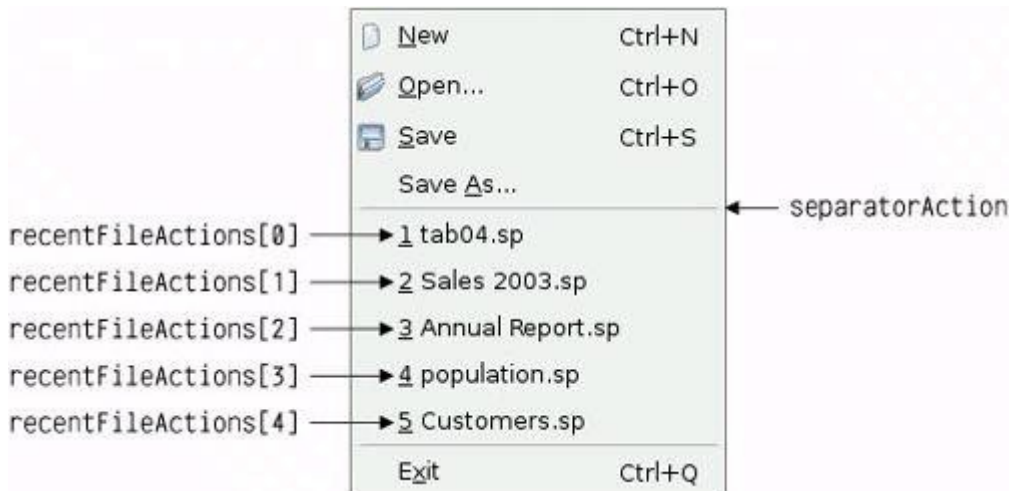 New Ctrl+N
Open... Ctrl+O
Save Ctrl+S
Save As...
separatorAction
recentFileActions[0] 1 tab04.sp
recentFileActions[1] 2 Sales 2003.sp
recentFileActions[2] 3 Annual Report.sp
recentFileActions[3] 4 population.sp
recentFileActions[4] 5 Customers.sp
Exit Ctrl+Q